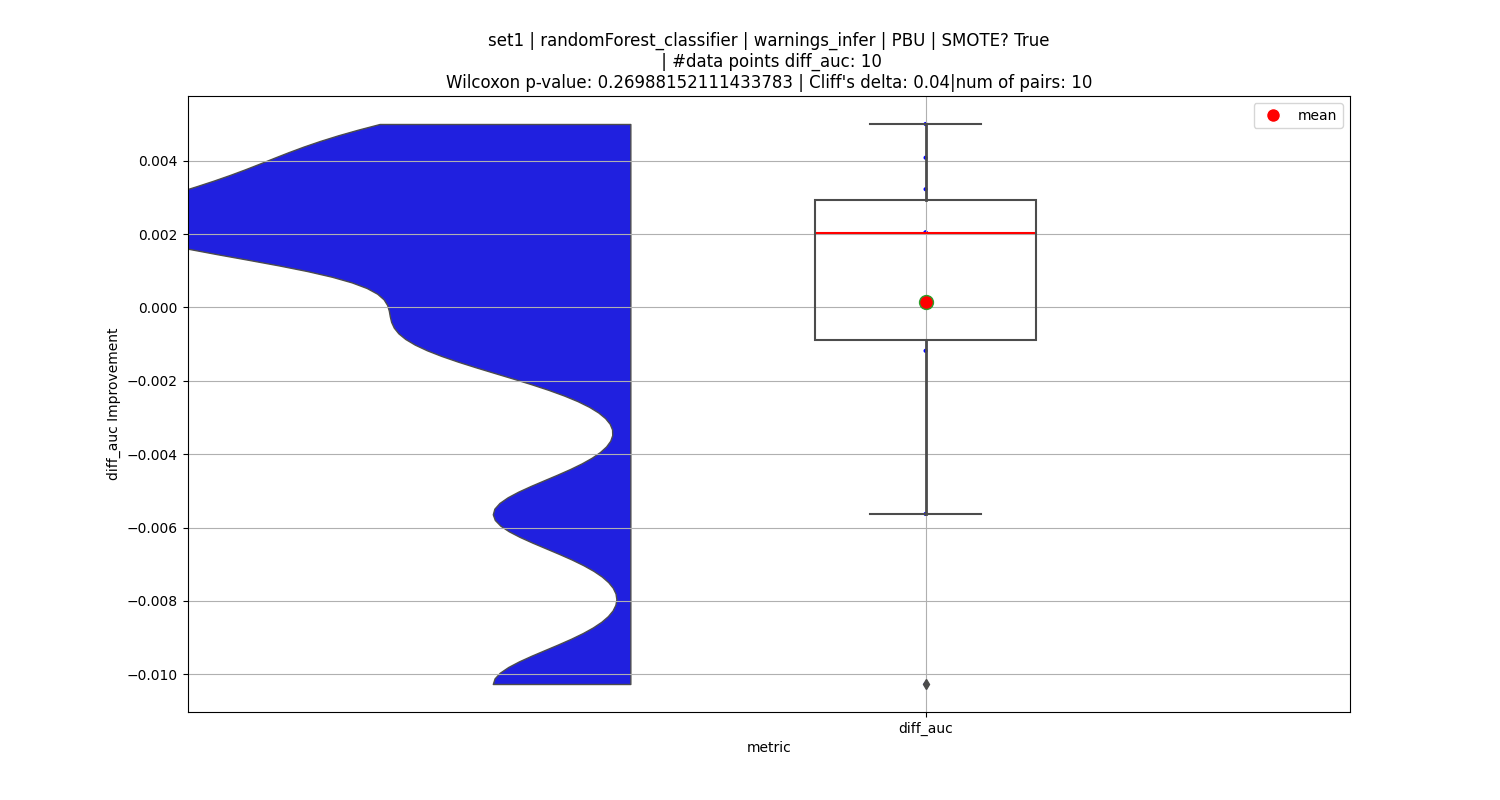 set1 | randomForest_classifier | warnings_infer | PBU | SMOTE? True
| #data points diff_auc: 10
Wilcoxon p-value: 0.26988152111433783 | Cliff's delta: 0.04|num of pairs: 10
mean
0.004
0.002
0.000
−0.002
−0.004
−0.006
−0.008
−0.010
diff_auc Improvement
diff_auc
metric